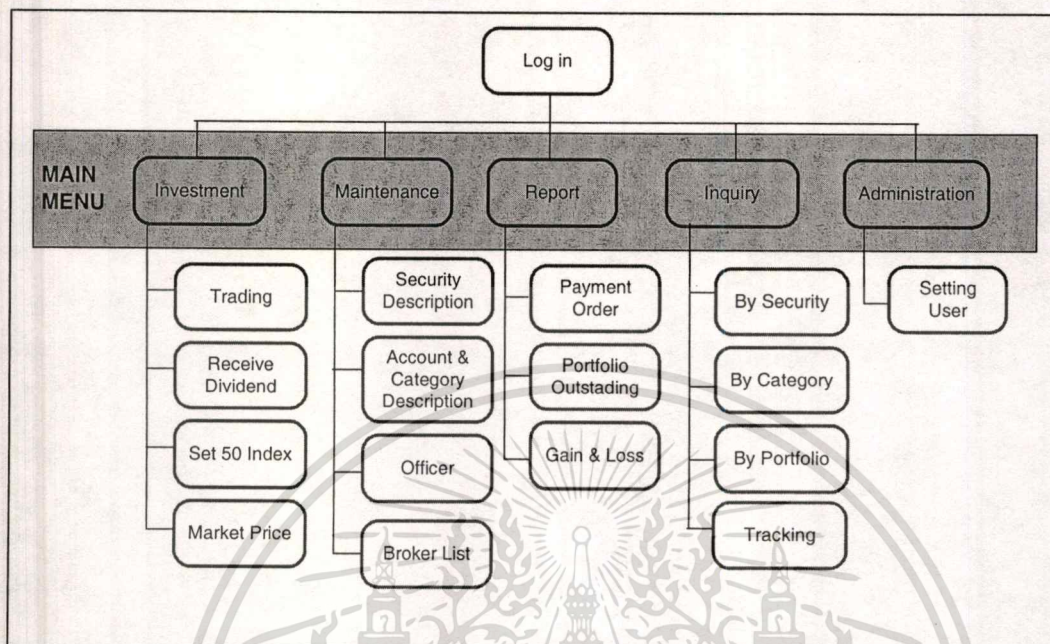 Log in
MAIN
MENU
Investment
Maintenance
Report
Inquiry
Administration
Trading
Receive
Dividend
Set 50 Index
Market Price
Security
Description
Account &
Category
Description
Officer
Broker List
Payment
Order
Portfolio
Outstading
Gain & Loss
By Security
By Category
By Portfolio
Tracking
Setting
User